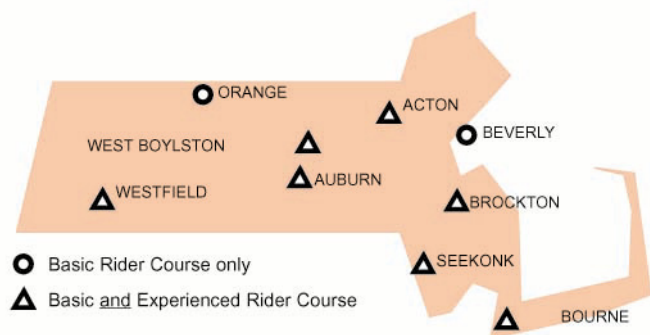 ORANGE
ACTON
BEVERLY
WEST BOYLSTON
AUBURN
WESTFIELD
BROCKTON
SEEKONK
BOURNE
Basic Rider Course only
Basic and Experienced Rider Course